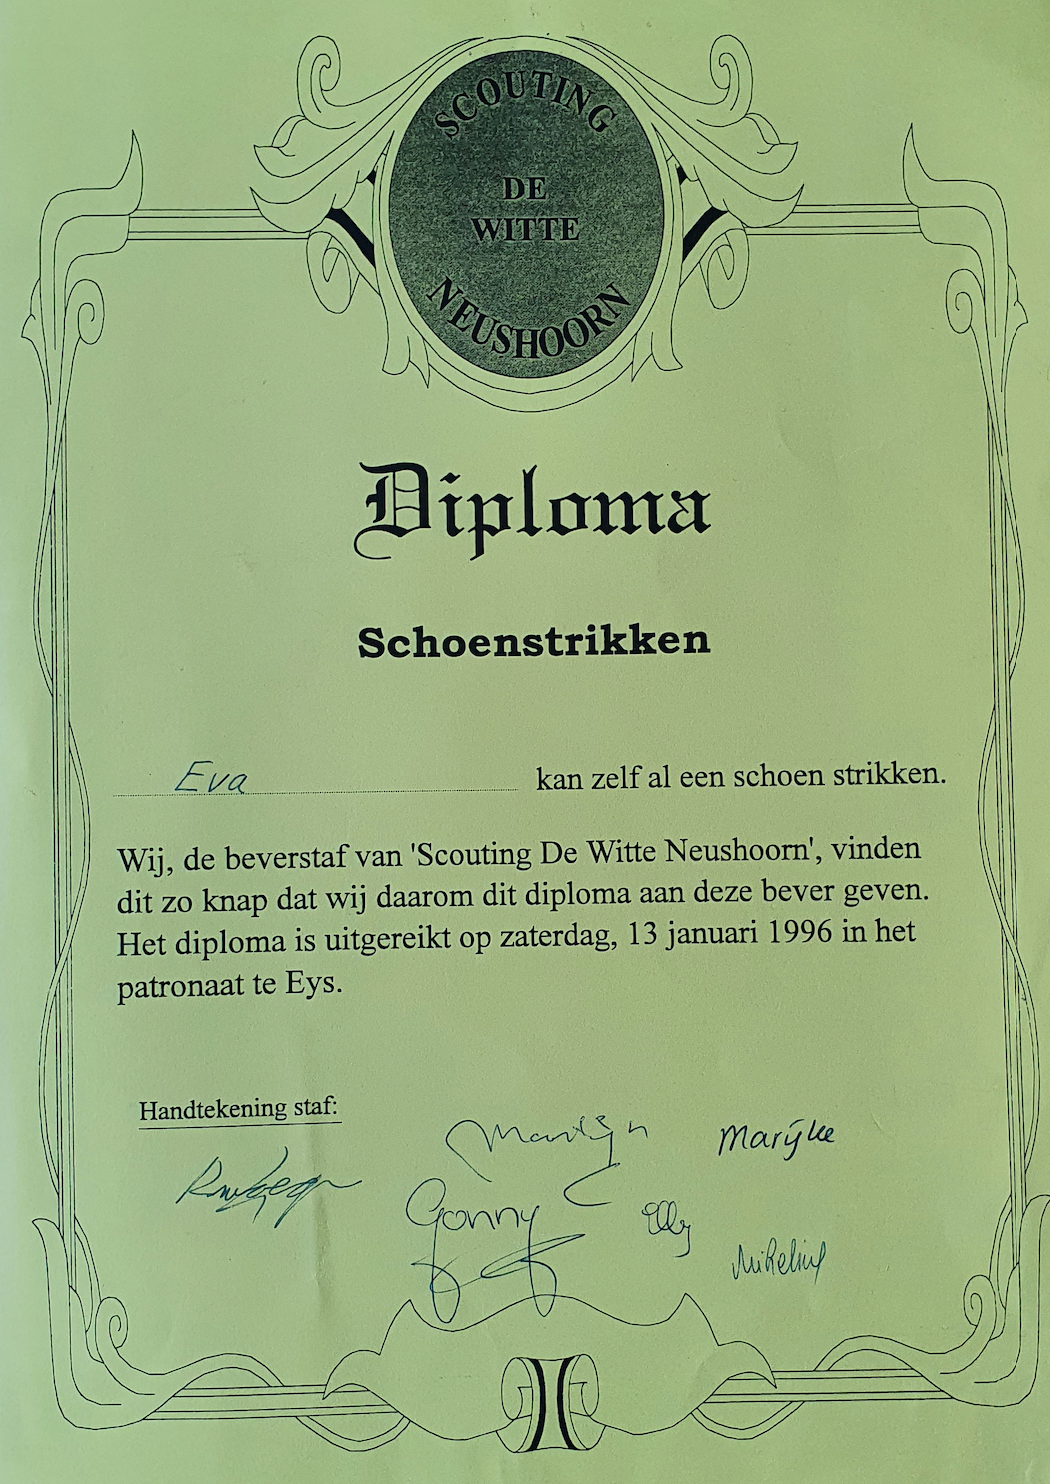 SCOUTING
DE
WITTE
NEUSHOORN
Diploma
Schoenstrikken
Eva kan zelf al een schoen strikken.
Wij, de beverstaf van 'Scouting De Witte Neushoorn', vinden
dit zo knap dat wij daarom dit diploma aan deze bever geven.
Het diploma is uitgereikt op zaterdag, 13 januari 1996 in het
patronaat te Eys.
Handtekening staf:
Marijke
Gonny
Elly